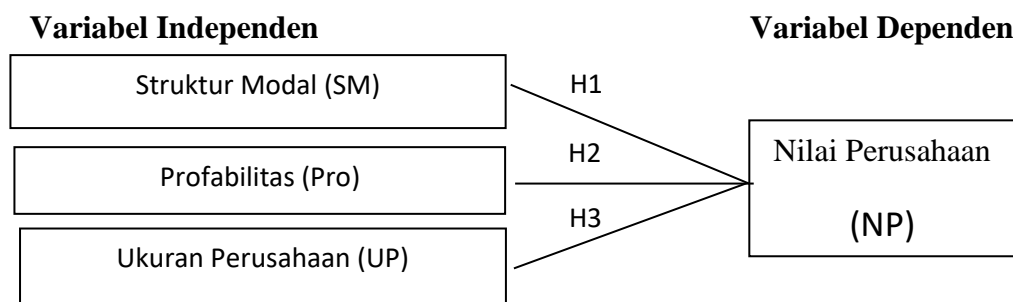 Variabel Independen
Variabel Dependen
Struktur Modal (SM)
H1
Nilai Perusahaan
(NP)
H2
Profabilitas (Pro)
H3
Ukuran Perusahaan (UP)